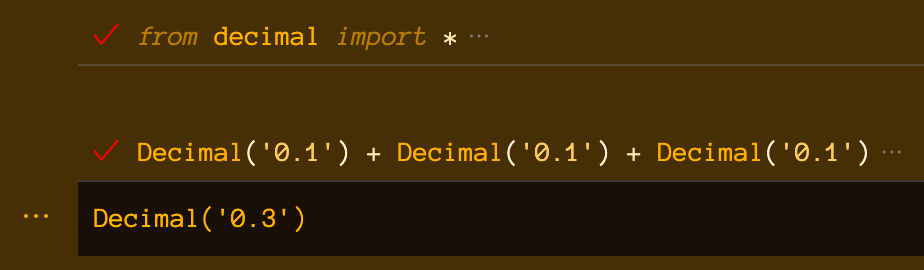 ✓ from decimal import * ···
✓ Decimal('0.1') + Decimal('0.1') + Decimal('0.1') ···
··· Decimal('0.3')